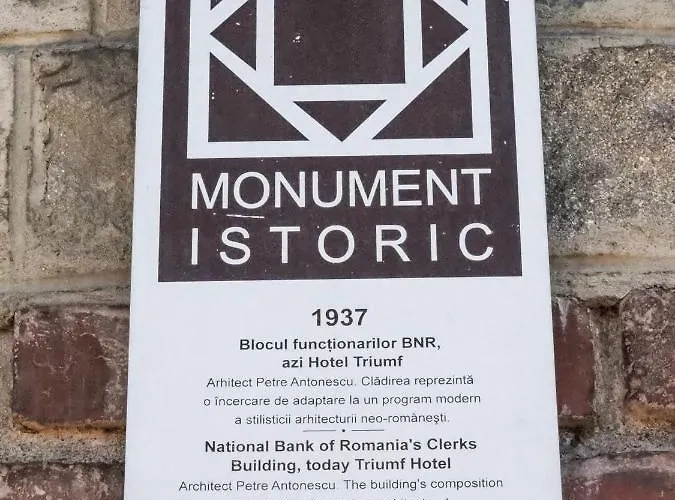 MONUMENT
ISTORIC
1937
Blocul funcționarilor BNR,
azi Hotel Triumf
Arhitect Petre Antonescu. Clădirea reprezintă
o încercare de adaptare la un program modern
a stilisticii arhitecturii neo-românești.
National Bank of Romania's Clerks
Building, today Triumf Hotel
Architect Petre Antonescu. The building's composition